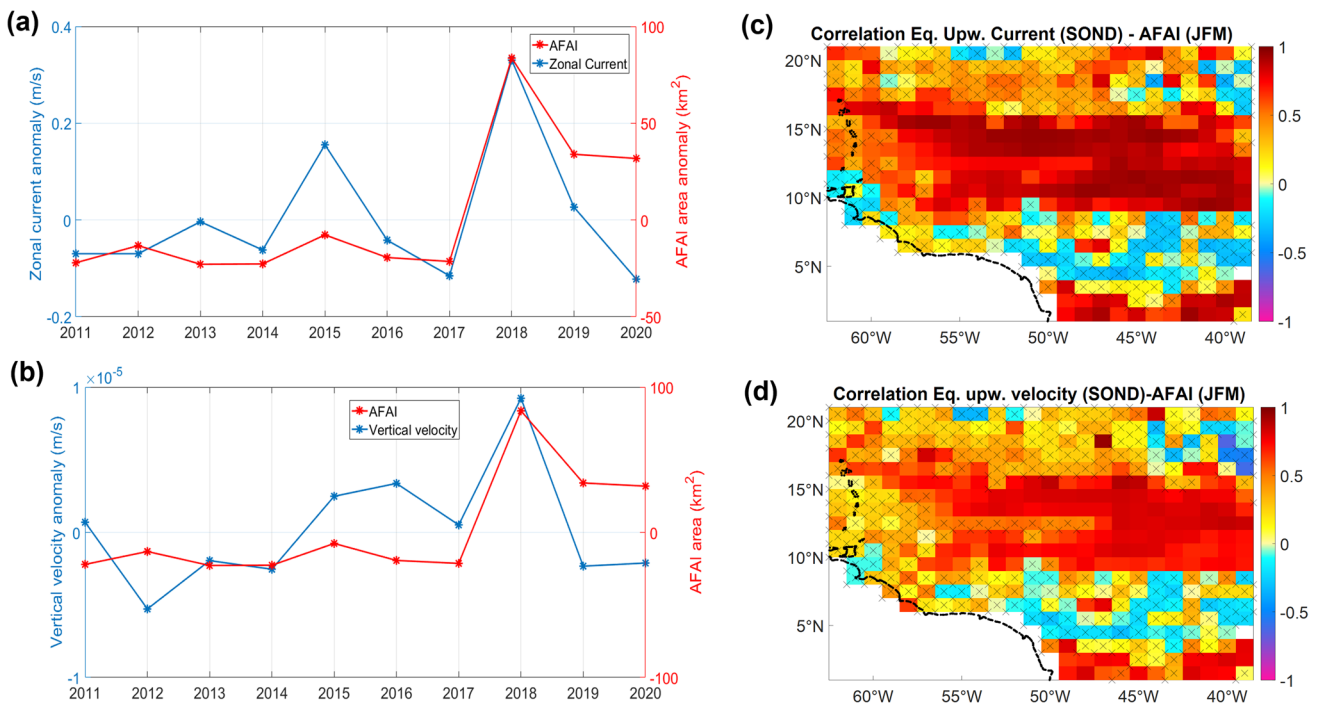 (a)
0.4
0.2
0
-0.2
Zonal current anomaly (m/s)
AFAI
Zonal Current
100
50
0
-50
AFAI area anomaly (km²)
2011 2012 2013 2014 2015 2016 2017 2018 2019 2020
(c)
Correlation Eq. Upw. Current (SOND) - AFAI (JFM)
20°N
15°N
10°N
5°N
60°W 55°W 50°W 45°W 40°W
1
0.5
0
-0.5
-1
(b)
×10⁻⁵
1
0
-1
Vertical velocity anomaly (m/s)
AFAI
Vertical velocity
100
0
-100
AFAI area (km²)
2011 2012 2013 2014 2015 2016 2017 2018 2019 2020
(d)
Correlation Eq. upw. velocity (SOND)-AFAI (JFM)
20°N
15°N
10°N
5°N
60°W 55°W 50°W 45°W 40°W
1
0.5
0
-0.5
-1